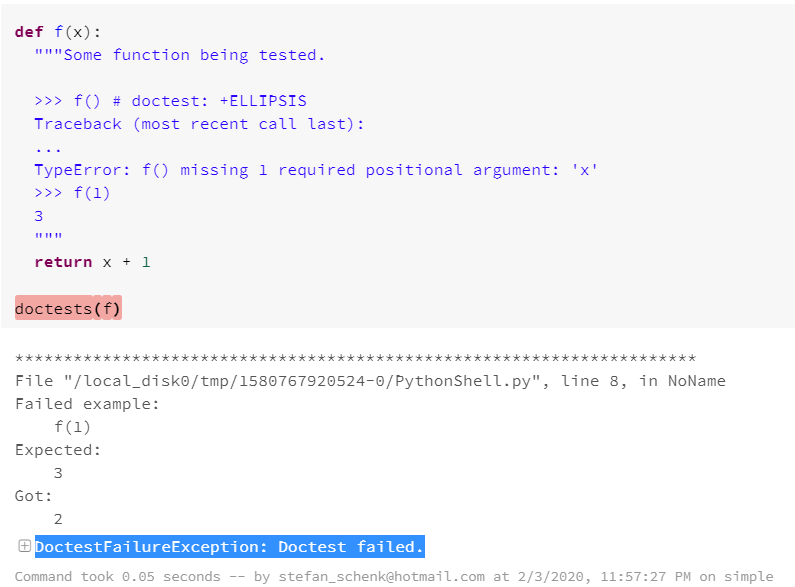 def f(x):
"""Some function being tested.
>>> f() # doctest: +ELLIPSIS
Traceback (most recent call last):
...
TypeError: f() missing 1 required positional argument: 'x'
>>> f(1)
3
"""
return x + 1
doctests(f)
**********************************************************************
File "/local_disk0/tmp/1580767920524-0/PythonShell.py", line 8, in NoName
Failed example:
f(1)
Expected:
3
Got:
2
DoctestFailureException: Doctest failed.
Command took 0.05 seconds -- by stefan_schenk@hotmail.com at 2/3/2020, 11:57:27 PM on simple